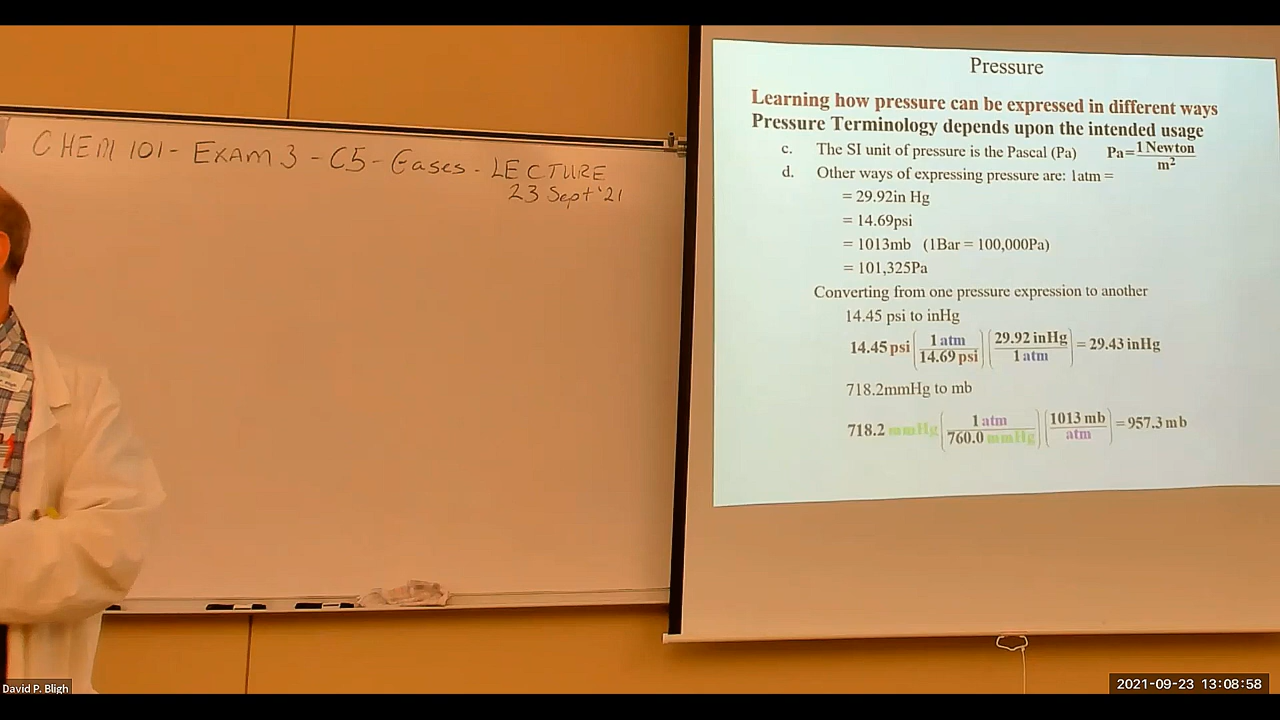 CHEM 101 - EXAM 3 - C5 - Gases - LECTURE
23 Sept '21
Pressure
Learning how pressure can be expressed in different ways
Pressure Terminology depends upon the intended usage
c. The SI unit of pressure is the Pascal (Pa) Pa = 1 Newton / m²
d. Other ways of expressing pressure are: 1atm =
= 29.92in Hg
= 14.69psi
= 1013mb (1Bar = 100,000Pa)
= 101,325Pa
Converting from one pressure expression to another
14.45 psi to inHg
14.45 psi (1 atm / 14.69 psi) (29.92 inHg / 1 atm) = 29.43 inHg
718.2mmHg to mb
718.2 mmHg (1 atm / 760.0 mmHg) (1013 mb / atm) = 957.3 mb
David P. Bligh
2021-09-23 13:08:58